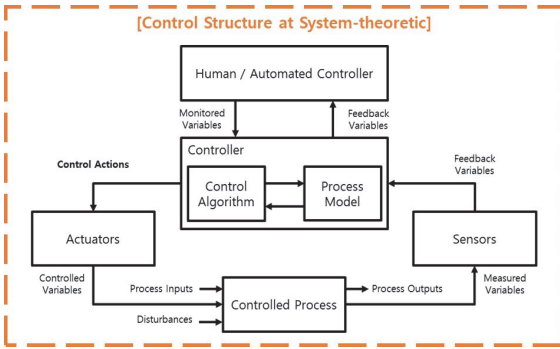 [Control Structure at System-theoretic]
Human / Automated Controller
Monitored
Variables
Feedback
Variables
Controller
Control Actions
Feedback
Variables
Control
Algorithm
Process
Model
Actuators
Sensors
Controlled
Variables
Process Inputs
Process Outputs
Measured
Variables
Controlled Process
Disturbances